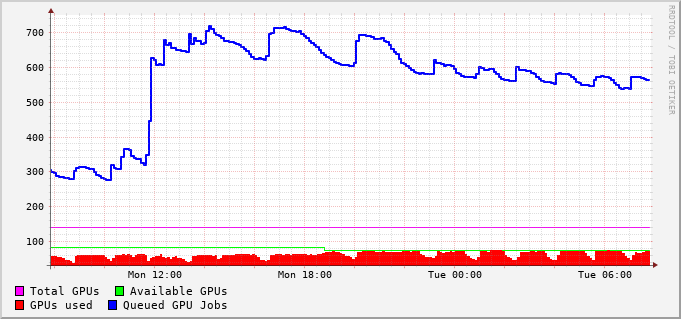 700
600
500
400
300
200
100
Mon 12:00 Mon 18:00 Tue 00:00 Tue 06:00
Total GPUs Available GPUs
GPUs used Queued GPU Jobs
RRDTOOL / TOBI OETIKER